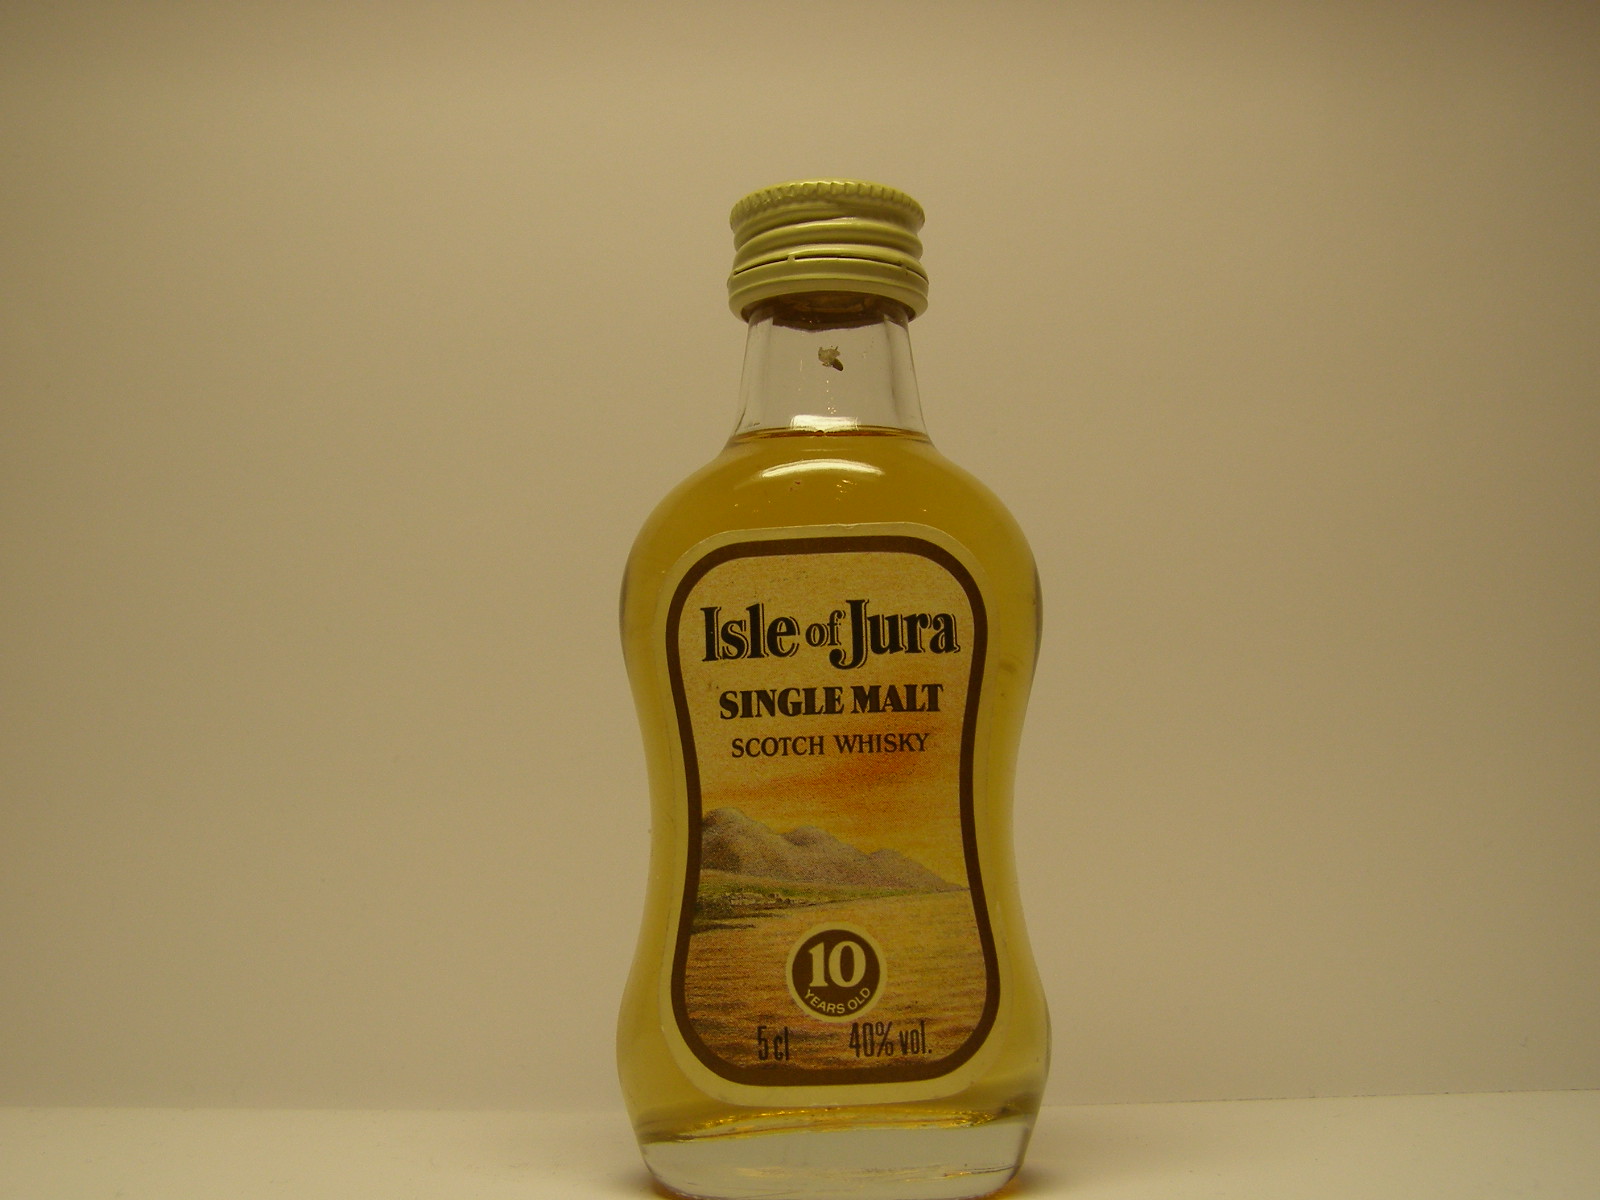 Isle of Jura
SINGLE MALT
SCOTCH WHISKY
10
YEARS OLD
5 cl 40% vol.